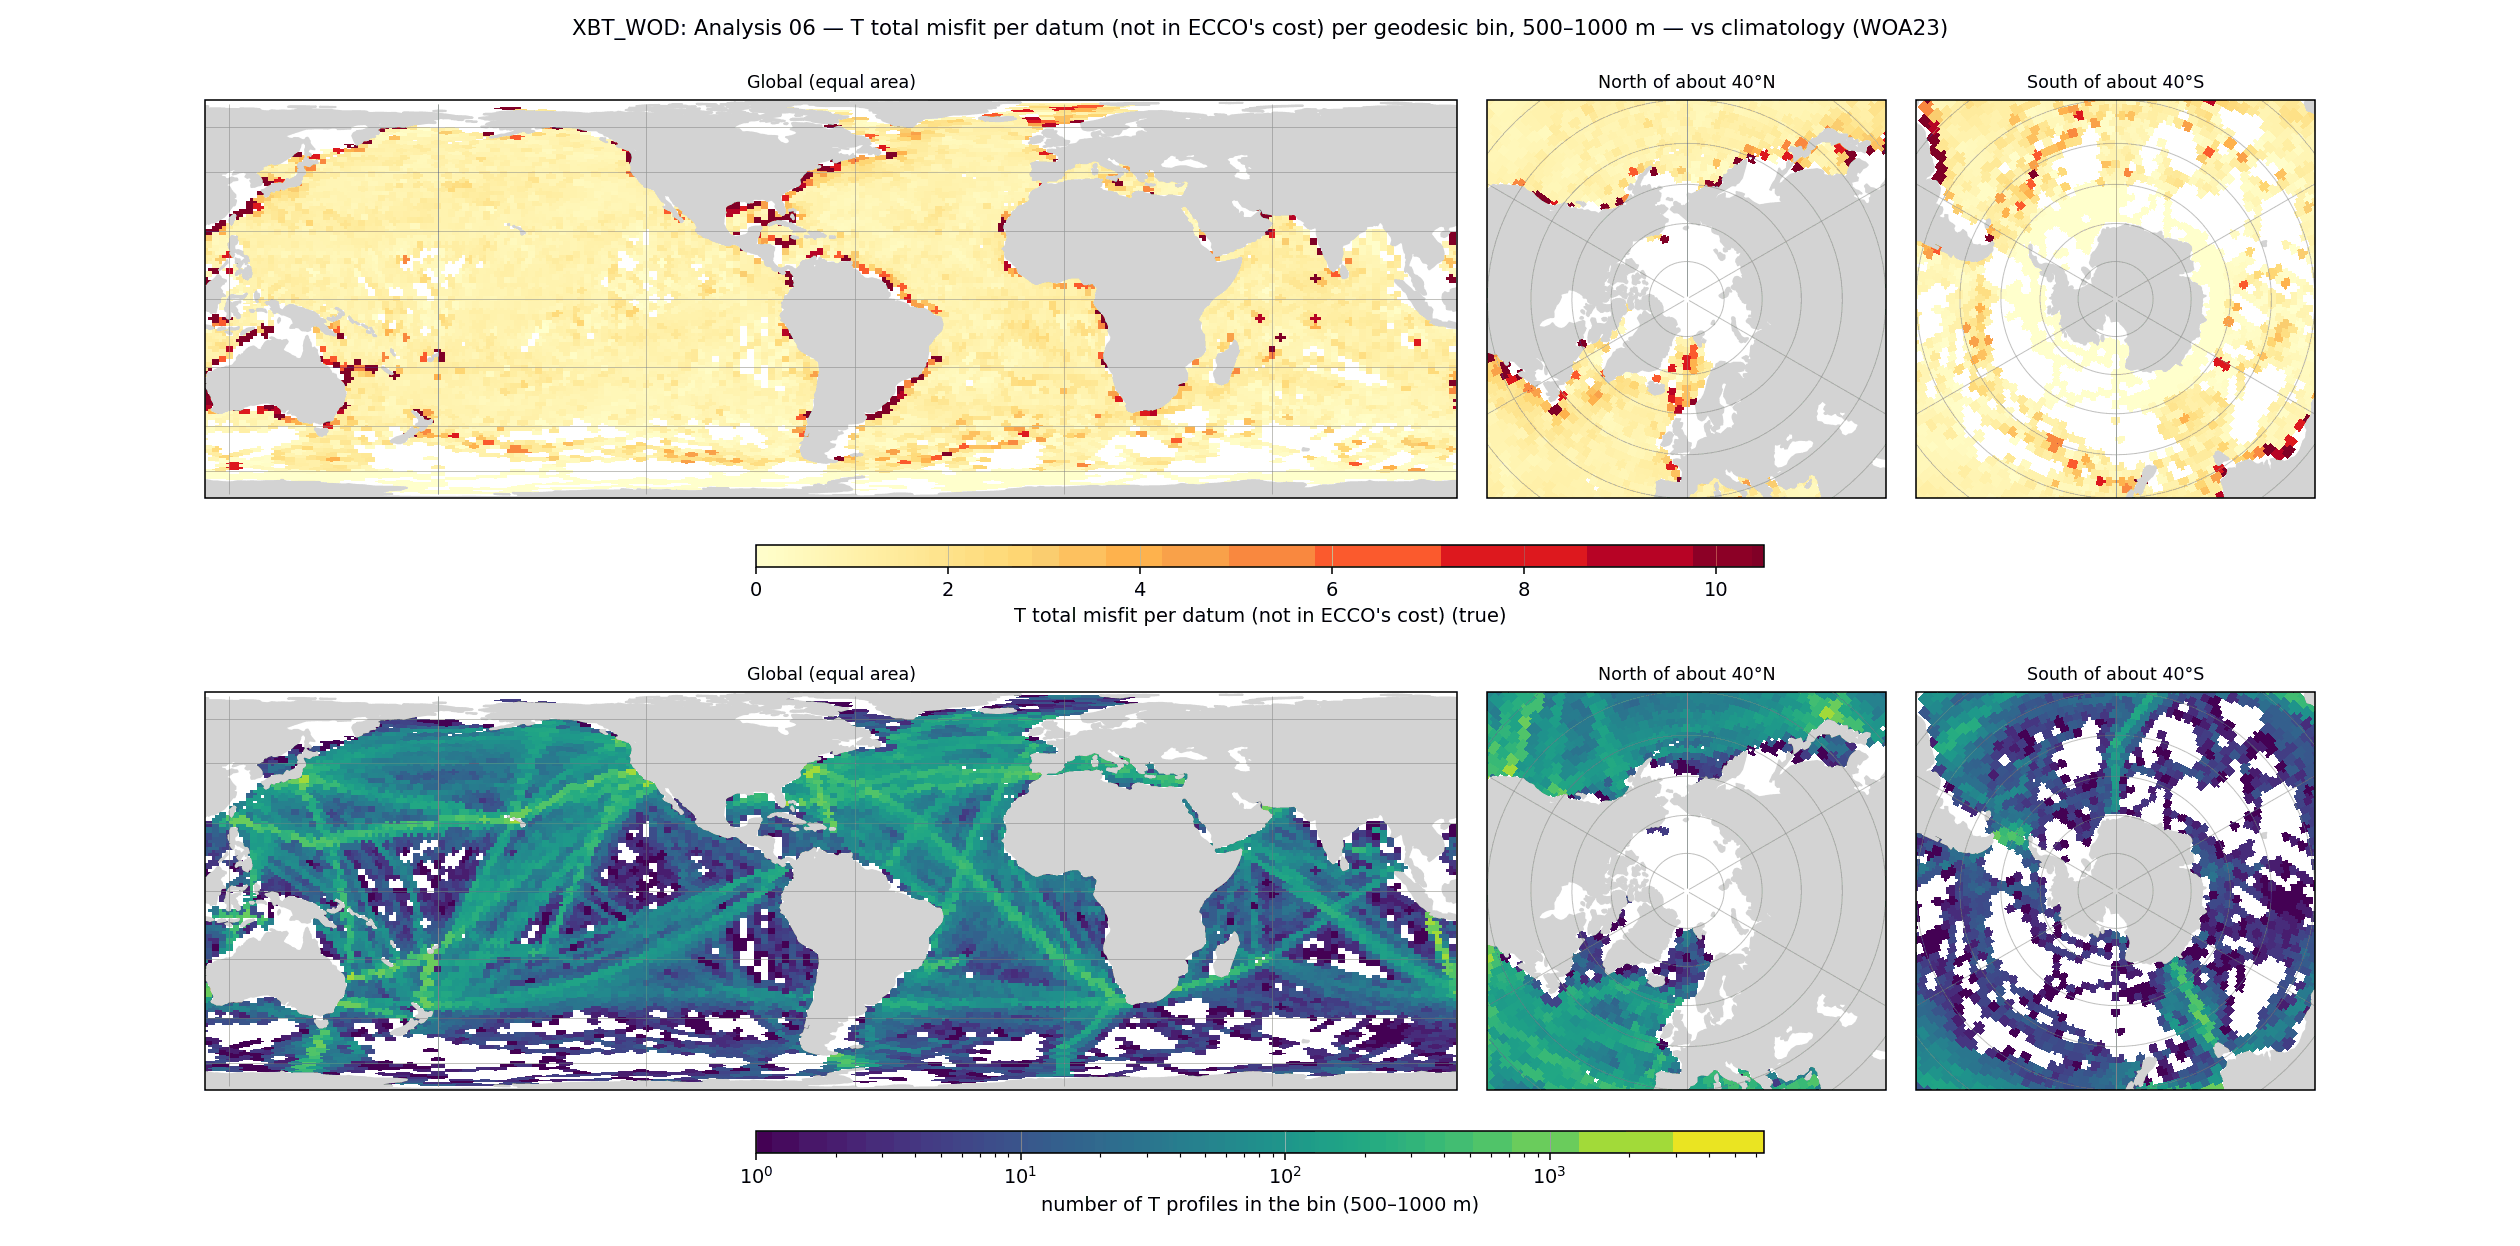 XBT_WOD: Analysis 06 — T total misfit per datum (not in ECCO's cost) per geodesic bin, 500–1000 m — vs climatology (WOA23)
Global (equal area)
North of about 40°N
South of about 40°S
0 2 4 6 8 10
T total misfit per datum (not in ECCO's cost) (true)
Global (equal area)
North of about 40°N
South of about 40°S
10⁰ 10¹ 10² 10³
number of T profiles in the bin (500–1000 m)